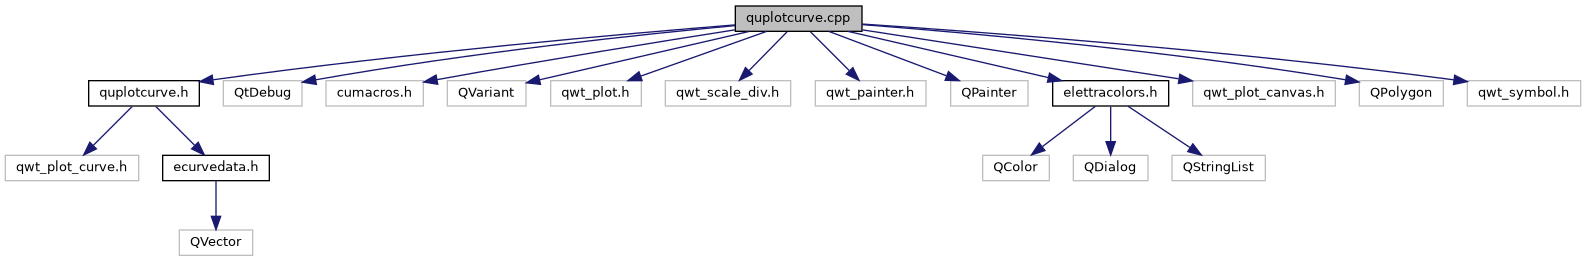 quplotcurve.cpp
quplotcurve.h
QtDebug
cumacros.h
QVariant
qwt_plot.h
qwt_scale_div.h
qwt_painter.h
QPainter
elettracolors.h
qwt_plot_canvas.h
QPolygon
qwt_symbol.h
qwt_plot_curve.h
ecurvedata.h
QColor
QDialog
QStringList
QVector